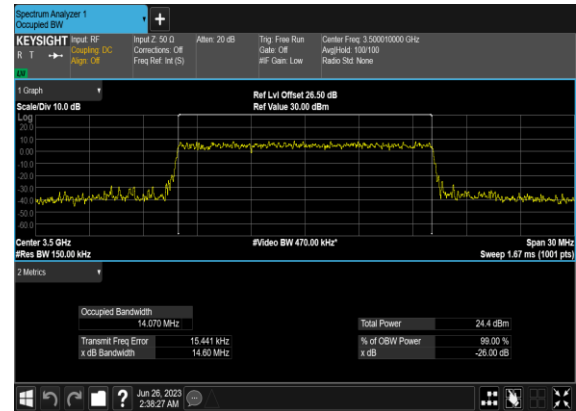 Spectrum Analyzer 1
Occupied BW
+
KEYSIGHT Input: RF Input Z: 50 Ω Atten: 20 dB Trig: Free Run Center Freq: 3.500010000 GHz
R T Coupling: DC Corrections: Off Gate: Off Avg|Hold: 100/100
Align: Off Freq Ref: Int (S) #IF Gain: Low Radio Std: None
LXI
1 Graph
Ref Lvl Offset 26.50 dB
Scale/Div 10.0 dB Ref Value 30.00 dBm
Log
20.0
10.0
0.00
-10.0
-20.0
-30.0
-40.0
-50.0
-60.0
Center 3.5 GHz #Video BW 470.00 kHz* Span 30 MHz
#Res BW 150.00 kHz Sweep 1.67 ms (1001 pts)
2 Metrics
Occupied Bandwidth
14.070 MHz Total Power 24.4 dBm
Transmit Freq Error 15.441 kHz % of OBW Power 99.00 %
x dB Bandwidth 14.60 MHz x dB -26.00 dB
? Jun 26, 2023
2:38:27 AM